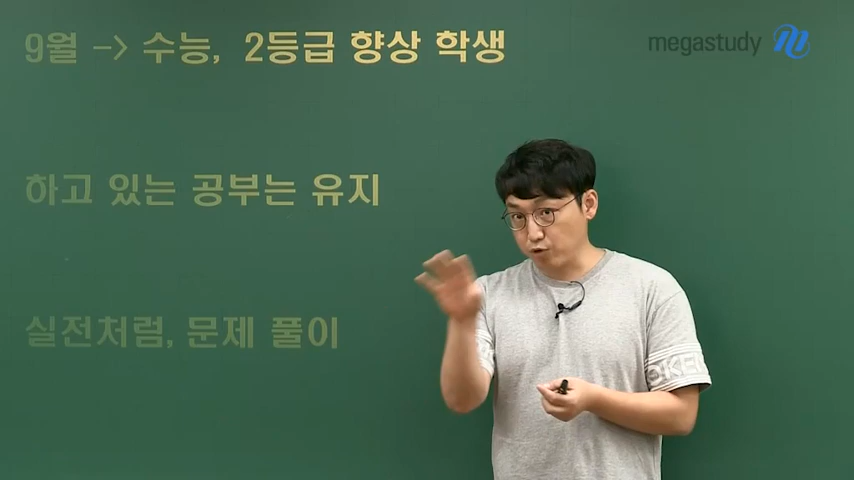 9월 -> 수능, 2등급 향상 학생
megastudy
하고 있는 공부는 유지
실전처럼, 문제 풀이